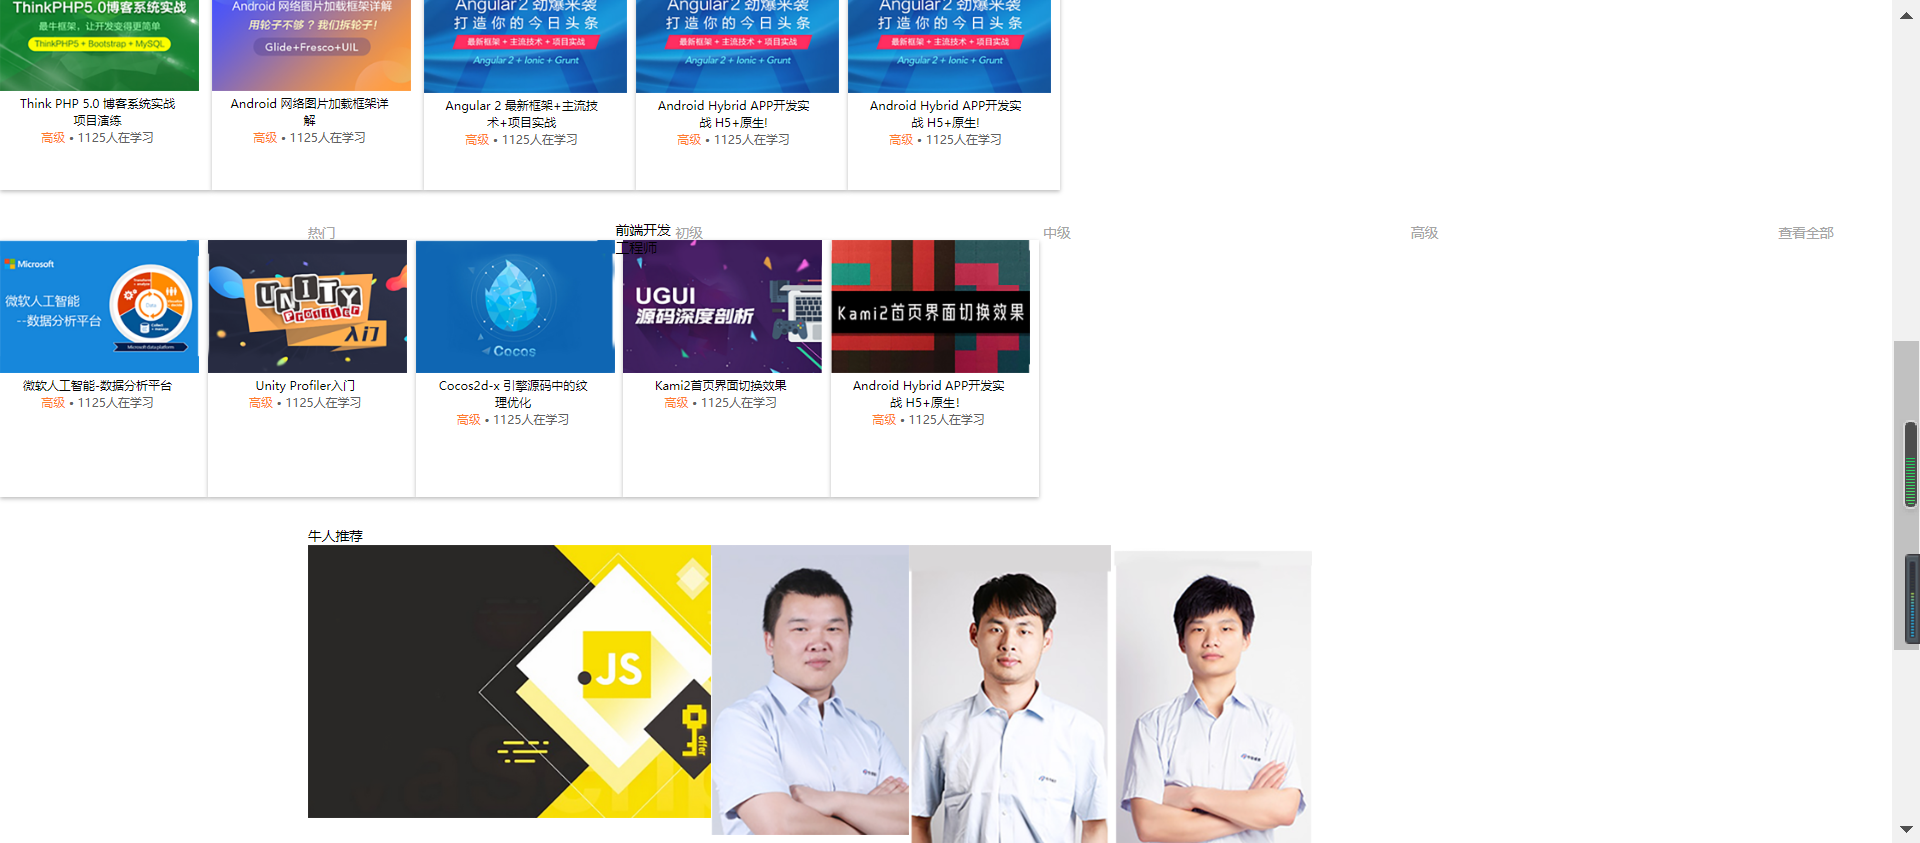 ThinkPHP5.0博客系统实战
最牛框架，让开发变得更简单
ThinkPHP5 + Bootstrap + MySQL
Think PHP 5.0 博客系统实战
项目演练
高级 • 1125人在学习
Android 网络图片加载框架详解
用轮子不够？我们拆轮子！
Glide+Fresco+UIL
Android 网络图片加载框架详
解
高级 • 1125人在学习
Angular2 劲爆来袭
打造你的今日头条
最新框架 + 主流技术 + 项目实战
Angular 2 + Ionic + Grunt
Angular 2 最新框架+主流技
术+项目实战
高级 • 1125人在学习
Angular2 劲爆来袭
打造你的今日头条
最新框架 + 主流技术 + 项目实战
Angular 2 + Ionic + Grunt
Android Hybrid APP开发实
战 H5+原生!
高级 • 1125人在学习
Angular2 劲爆来袭
打造你的今日头条
最新框架 + 主流技术 + 项目实战
Angular 2 + Ionic + Grunt
Android Hybrid APP开发实
战 H5+原生!
高级 • 1125人在学习
前端开发
工程师
热门
初级
中级
高级
查看全部
Microsoft
微软人工智能
--数据分析平台
Data
Microsoft data platform
微软人工智能-数据分析平台
高级 • 1125人在学习
UNITY
Profiler
入门
Unity Profiler入门
高级 • 1125人在学习
Cocos
Cocos2d-x 引擎源码中的纹
理优化
高级 • 1125人在学习
UGUI
源码深度剖析
Kami2首页界面切换效果
高级 • 1125人在学习
Kami2首页界面切换效果
Android Hybrid APP开发实
战 H5+原生!
高级 • 1125人在学习
牛人推荐
JS
offer